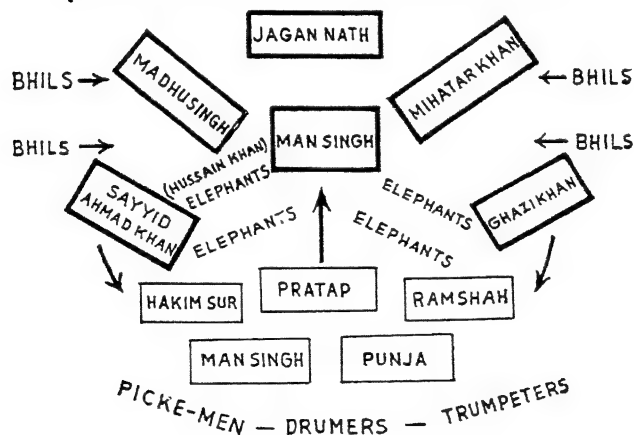 JAGAN NATH
MADHUSINGH
MIHATAR KHAN
BHILS
BHILS
MAN SINGH
BHILS
BHILS
(HUSSAIN KHAN)
ELEPHANTS
SAYYID
AHMAD KHAN
ELEPHANTS
GHAZI KHAN
ELEPHANTS
ELEPHANTS
HAKIM SUR
PRATAP
RAMSHAH
MAN SINGH
PUNJA
PICKE-MEN — DRUMERS — TRUMPETERS